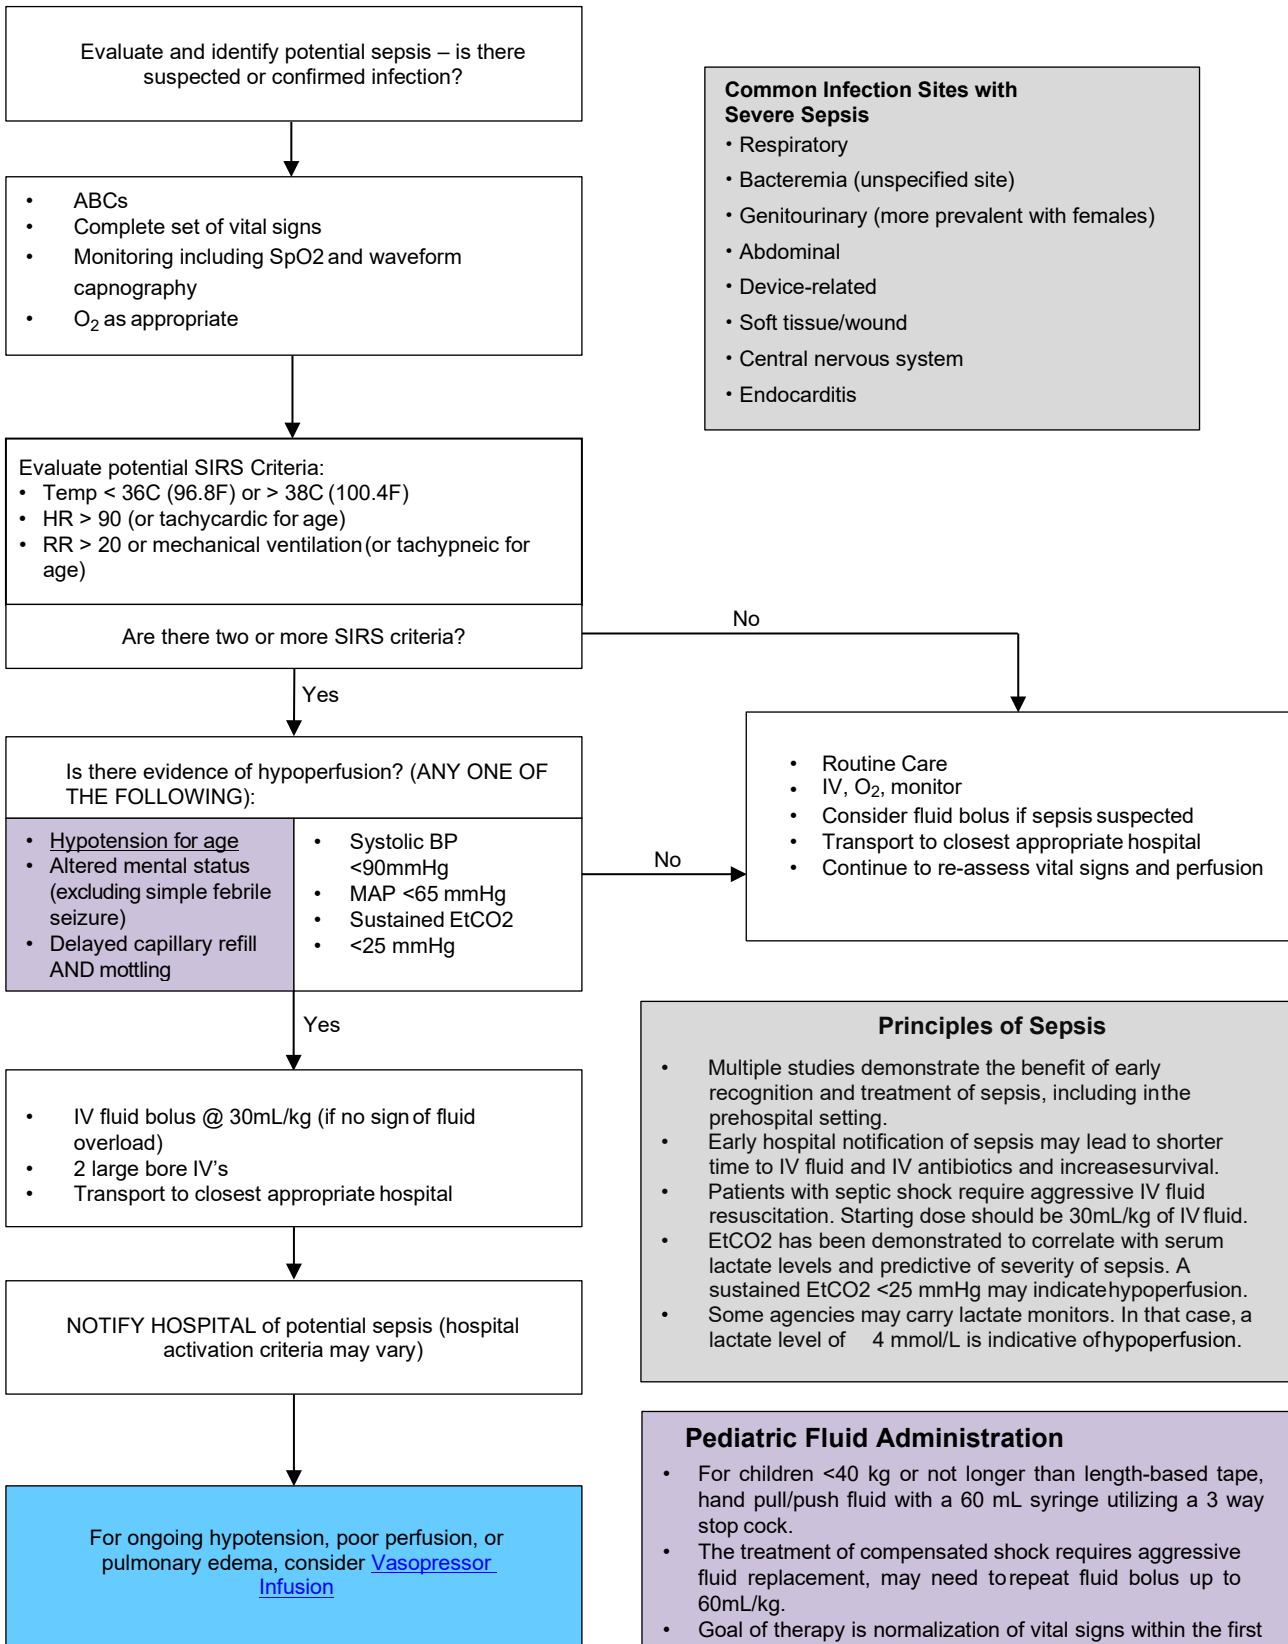 Evaluate and identify potential sepsis – is there
suspected or confirmed infection?
Common Infection Sites with
Severe Sepsis
• Respiratory
• Bacteremia (unspecified site)
• Genitourinary (more prevalent with females)
• Abdominal
• Device-related
• Soft tissue/wound
• Central nervous system
• Endocarditis
• ABCs
• Complete set of vital signs
• Monitoring including SpO2 and waveform
capnography
• O2 as appropriate
Evaluate potential SIRS Criteria:
• Temp < 36C (96.8F) or > 38C (100.4F)
• HR > 90 (or tachycardic for age)
• RR > 20 or mechanical ventilation (or tachypneic for
age)
Are there two or more SIRS criteria?
No
Yes
Is there evidence of hypoperfusion? (ANY ONE OF
THE FOLLOWING):
• Hypotension for age
• Altered mental status
(excluding simple febrile
seizure)
• Delayed capillary refill
AND mottling
• Systolic BP
<90mmHg
• MAP <65 mmHg
• Sustained EtCO2
• <25 mmHg
No
• Routine Care
• IV, O2, monitor
• Consider fluid bolus if sepsis suspected
• Transport to closest appropriate hospital
• Continue to re-assess vital signs and perfusion
Yes
• IV fluid bolus @ 30mL/kg (if no sign of fluid
overload)
• 2 large bore IV's
• Transport to closest appropriate hospital
NOTIFY HOSPITAL of potential sepsis (hospital
activation criteria may vary)
For ongoing hypotension, poor perfusion, or
pulmonary edema, consider Vasopressor
Infusion
Principles of Sepsis
• Multiple studies demonstrate the benefit of early
recognition and treatment of sepsis, including in the
prehospital setting.
• Early hospital notification of sepsis may lead to shorter
time to IV fluid and IV antibiotics and increase survival.
• Patients with septic shock require aggressive IV fluid
resuscitation. Starting dose should be 30mL/kg of IV fluid.
• EtCO2 has been demonstrated to correlate with serum
lactate levels and predictive of severity of sepsis. A
sustained EtCO2 <25 mmHg may indicate hypoperfusion.
• Some agencies may carry lactate monitors. In that case, a
lactate level of 4 mmol/L is indicative of hypoperfusion.
Pediatric Fluid Administration
• For children <40 kg or not longer than length-based tape,
hand pull/push fluid with a 60 mL syringe utilizing a 3 way
stop cock.
• The treatment of compensated shock requires aggressive
fluid replacement, may need to repeat fluid bolus up to
60mL/kg.
• Goal of therapy is normalization of vital signs within the first